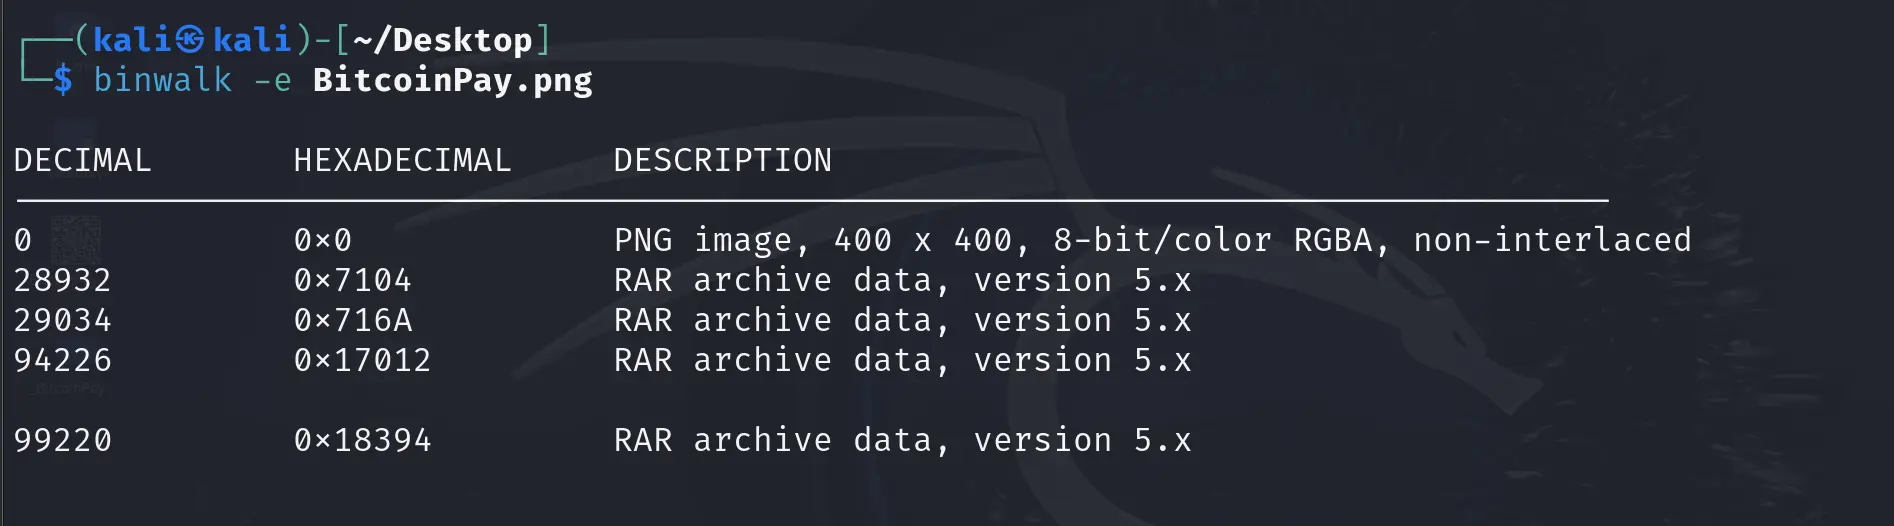 ┌──(kali㉿kali)-[~/Desktop]
└─$ binwalk -e BitcoinPay.png
DECIMAL HEXADECIMAL DESCRIPTION
0 0×0 PNG image, 400 x 400, 8-bit/color RGBA, non-interlaced
28932 0×7104 RAR archive data, version 5.x
29034 0×716A RAR archive data, version 5.x
94226 0×17012 RAR archive data, version 5.x
99220 0×18394 RAR archive data, version 5.x